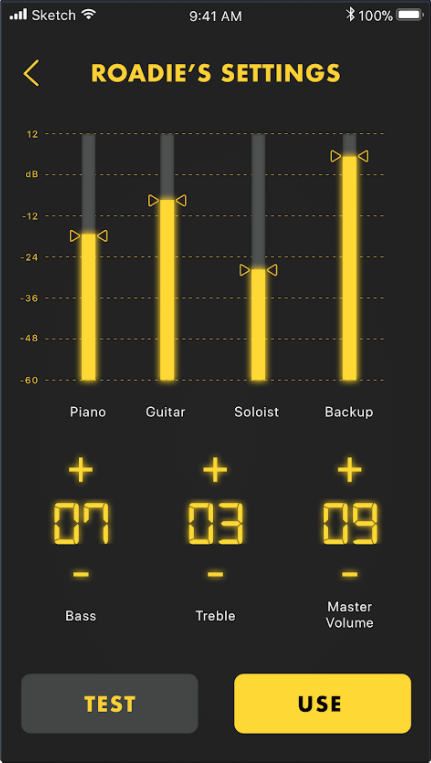 Sketch 9:41 AM 100%
ROADIE'S SETTINGS
12
dB
-12
-24
-36
-48
-60
Piano Guitar Soloist Backup
+ + +
07 03 09
- - -
Bass Treble Master
Volume
TEST USE